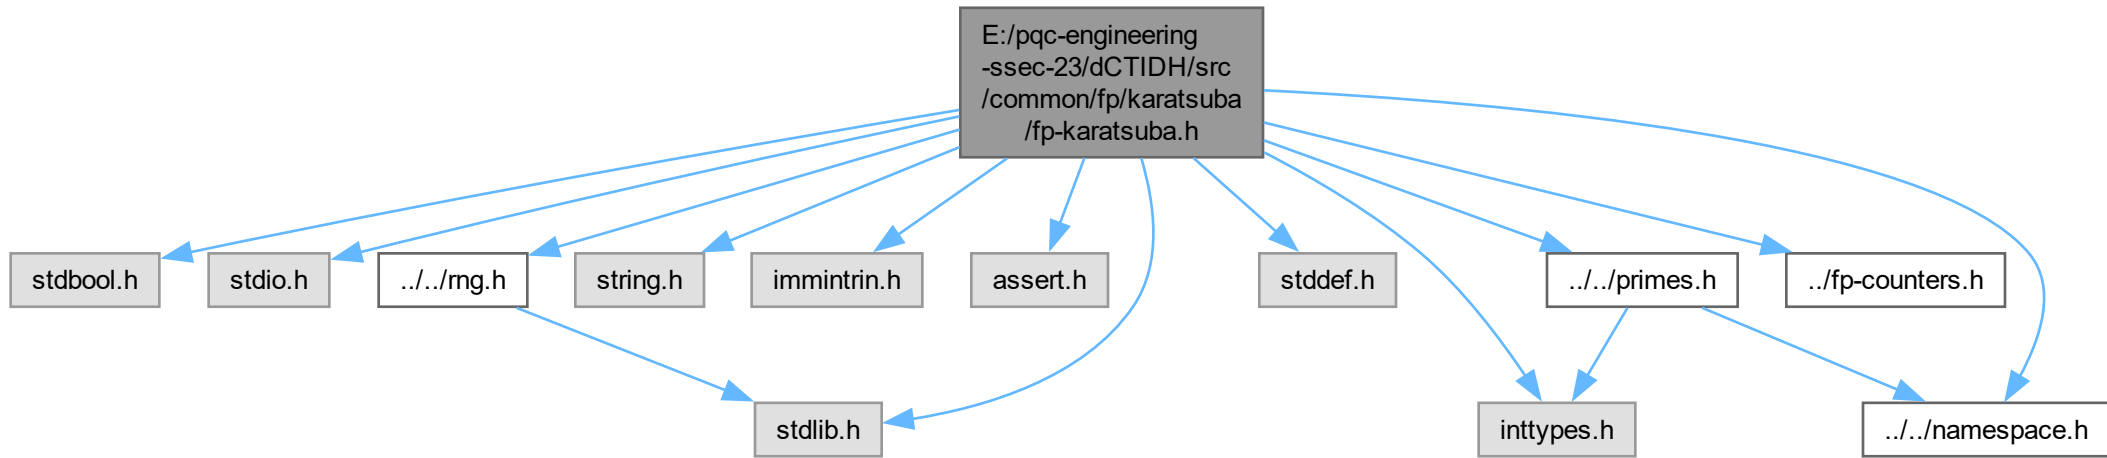 E:/pqc-engineering
-ssec-23/dCTIDH/src
/common/fp/karatsuba
/fp-karatsuba.h
stdbool.h
stdio.h
../../rng.h
string.h
immintrin.h
assert.h
stddef.h
../../primes.h
../fp-counters.h
stdlib.h
inttypes.h
../../namespace.h